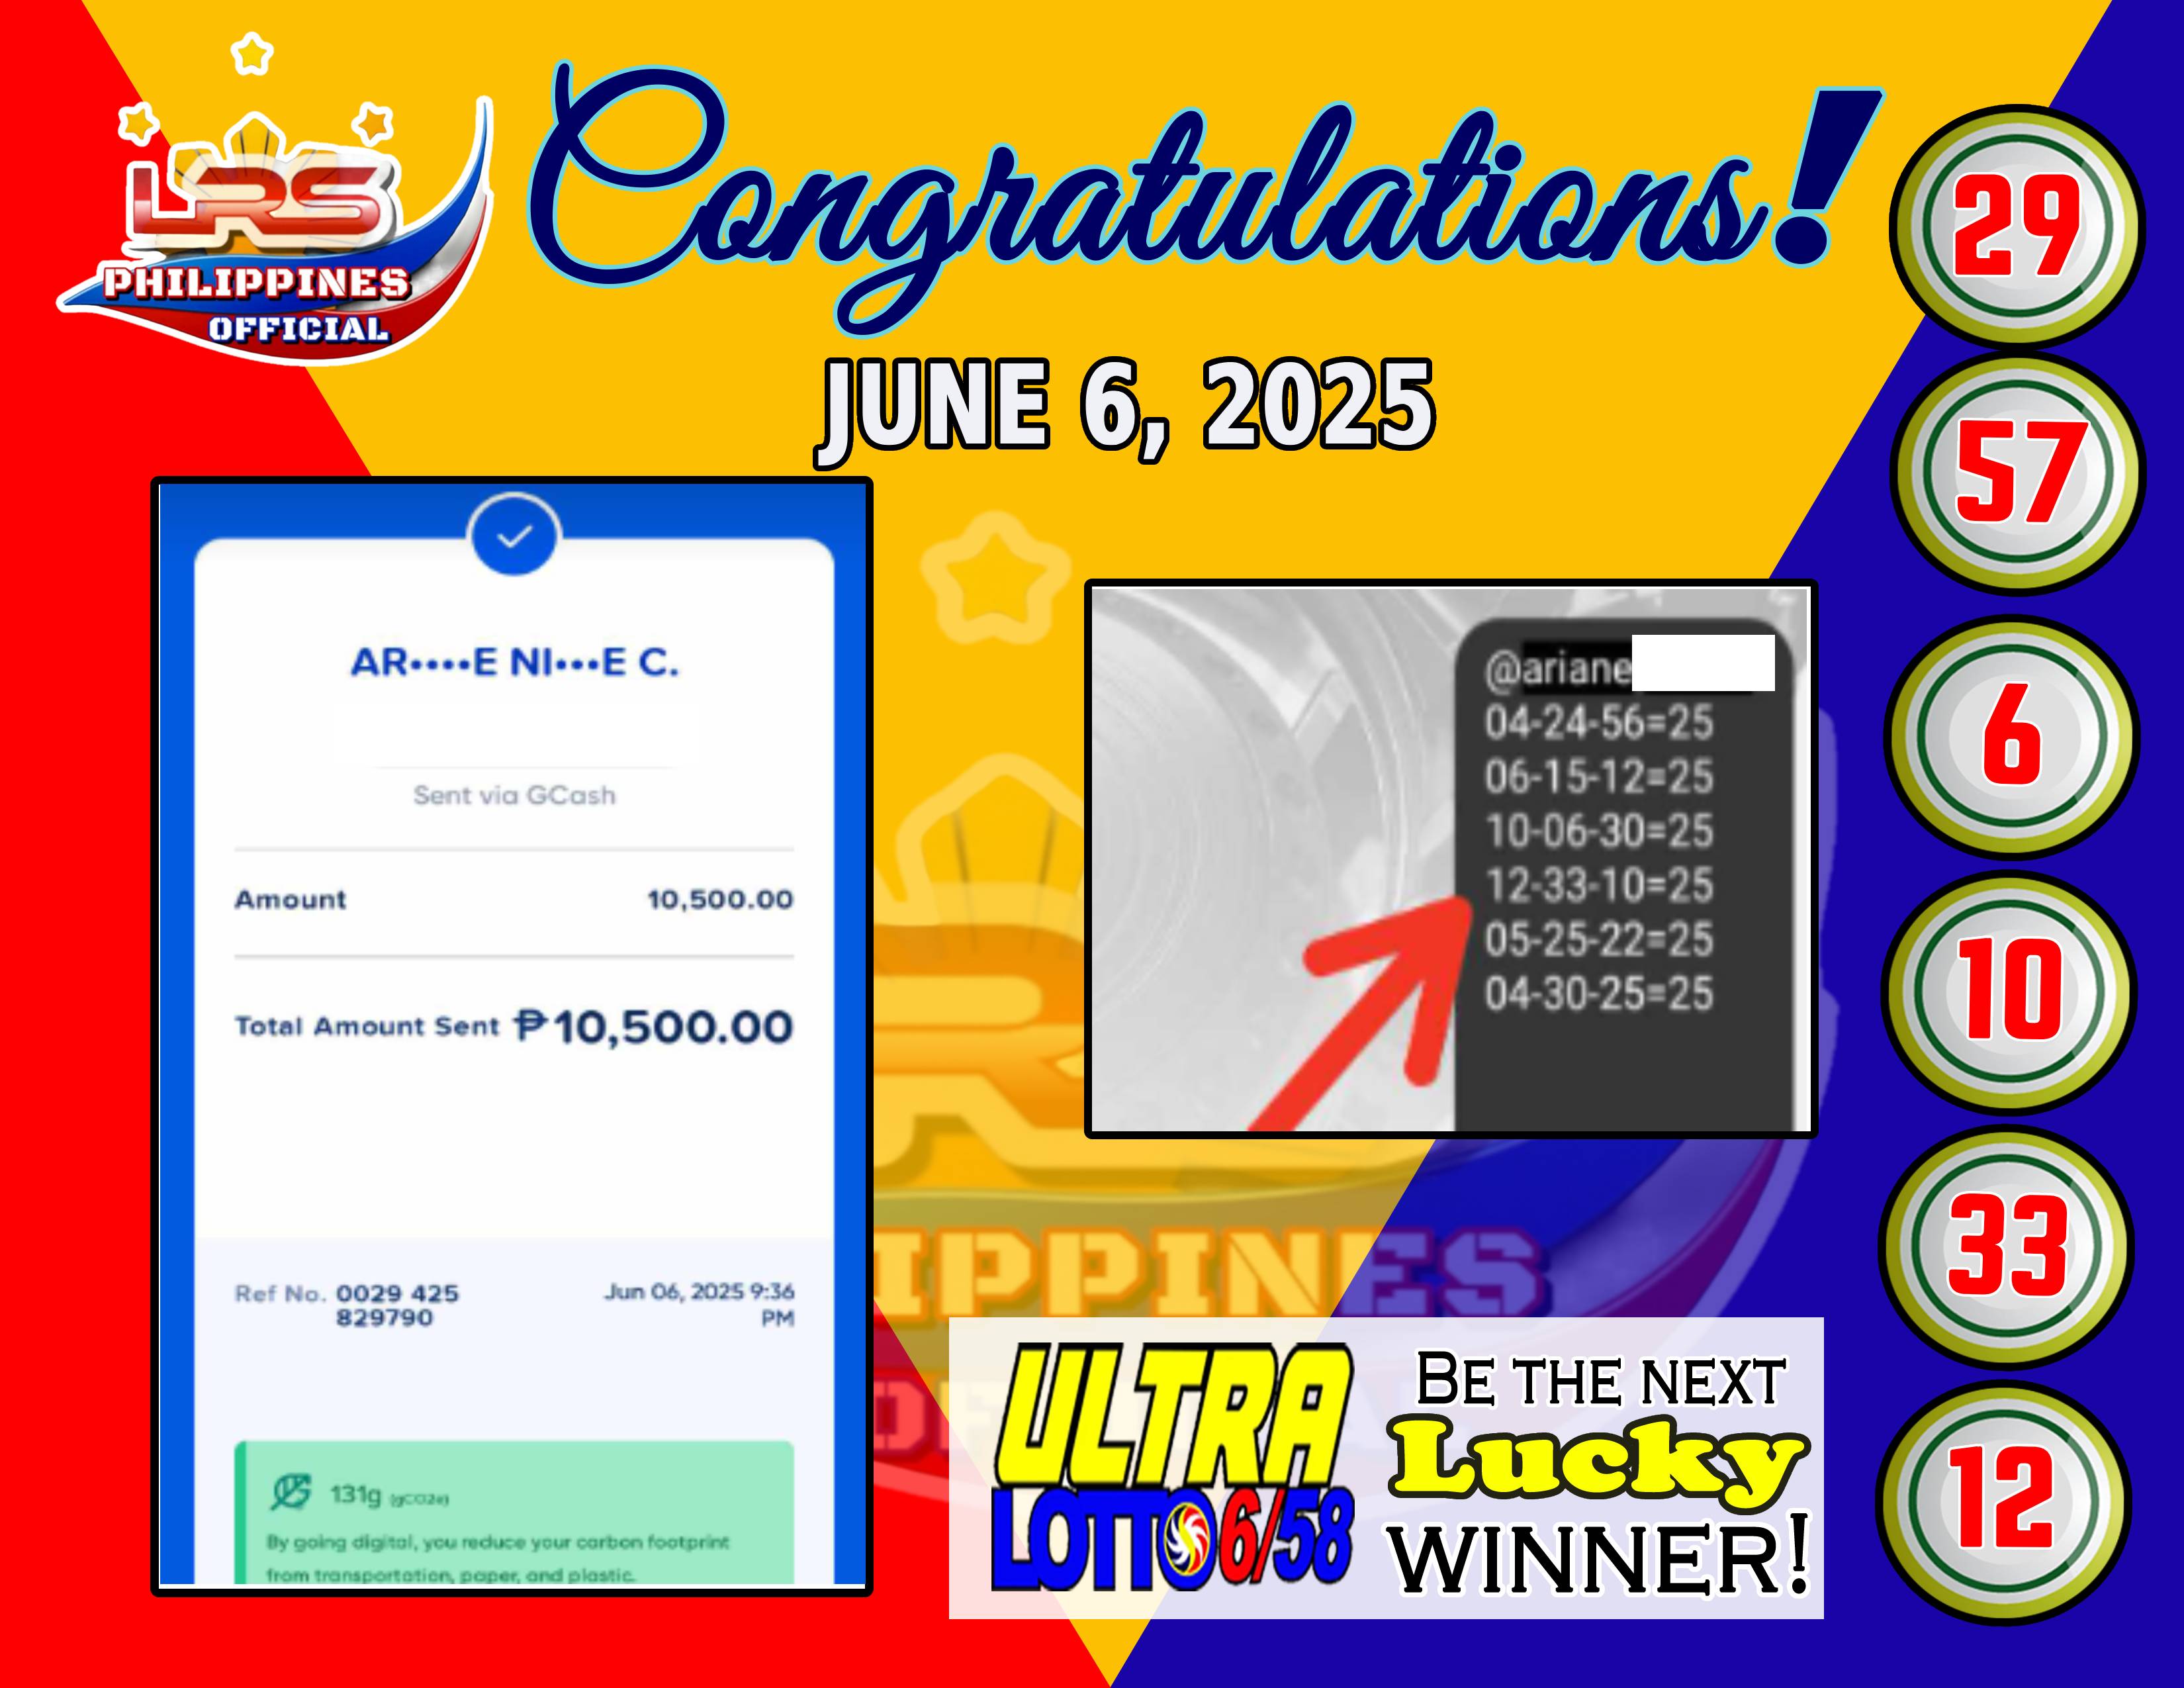 LRS
PHILIPPINES
OFFICIAL
Congratulations!
JUNE 6, 2025
AR••••E NI•••E C.
Sent via GCash
Amount 10,500.00
Total Amount Sent ₱10,500.00
Ref No. 0029 425 829790
Jun 06, 2025 9:36 PM
131g (gCO2e)
By going digital, you reduce your carbon footprint
from transportation, paper, and plastic.
@ariane
04-24-56=25
06-15-12=25
10-06-30=25
12-33-10=25
05-25-22=25
04-30-25=25
ULTRA
LOTTO 6/58
BE THE NEXT
Lucky
WINNER!
29
57
6
10
33
12